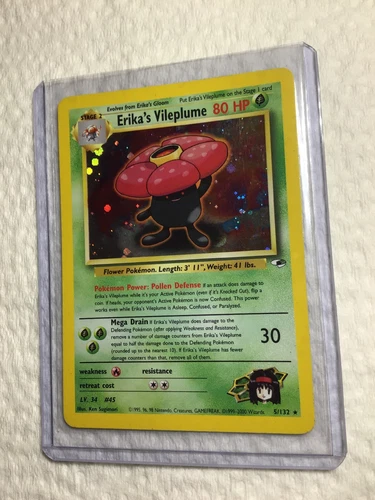 Evolves from Erika's Gloom
Put Erika's Vileplume on the Stage 1 card
STAGE 2
Erika's Vileplume 80 HP
Flower Pokémon. Length: 3' 11", Weight: 41 lbs.
Pokémon Power: Pollen Defense If an attack does damage to
Erika's Vileplume while it's your Active Pokémon (even if it's Knocked Out), flip a
coin. If heads, your opponent's Active Pokémon is now Confused. This power
works even while Erika's Vileplume is Asleep, Confused, or Paralyzed.
Mega Drain If Erika's Vileplume does damage to the
Defending Pokémon (after applying Weakness and Resistance),
remove a number of damage counters from Erika's Vileplume
equal to half the damage done to the Defending Pokémon
(rounded up to the nearest 10). If Erika's Vileplume has fewer
damage counters than that, remove all of them.
30
weakness
resistance
retreat cost
LV. 34 #45
Illus. Ken Sugimori
©1995, 96, 98 Nintendo, Creatures, GAMEFREAK. ©1999-2000 Wizards.
5/132 ★